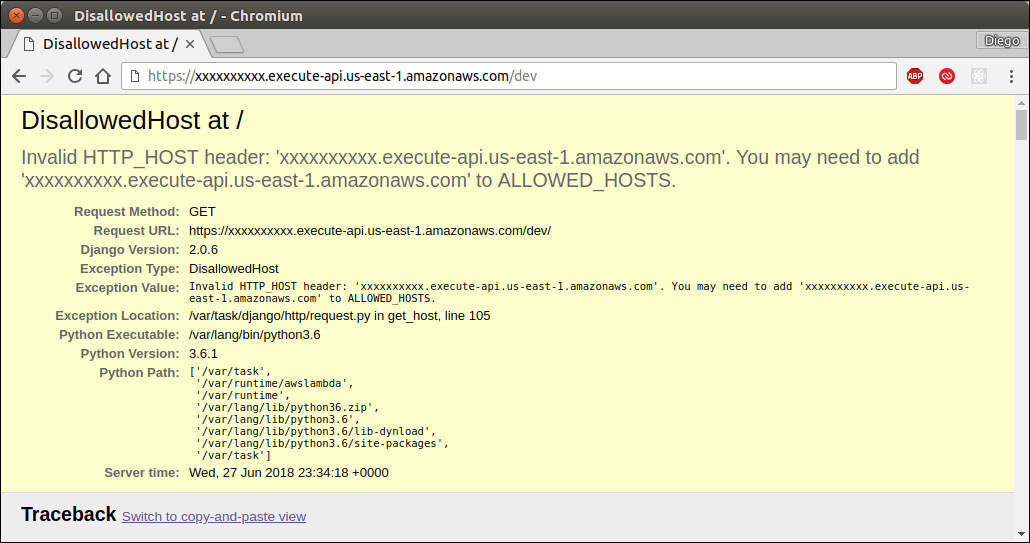 DisallowedHost at / - Chromium
DisallowedHost at /
Diego
https://xxxxxxxxxx.execute-api.us-east-1.amazonaws.com/dev
ABP
DisallowedHost at /
Invalid HTTP_HOST header: 'xxxxxxxxxx.execute-api.us-east-1.amazonaws.com'. You may need to add
'xxxxxxxxxx.execute-api.us-east-1.amazonaws.com' to ALLOWED_HOSTS.
Request Method: GET
Request URL: https://xxxxxxxxxx.execute-api.us-east-1.amazonaws.com/dev/
Django Version: 2.0.6
Exception Type: DisallowedHost
Exception Value: Invalid HTTP_HOST header: 'xxxxxxxxxx.execute-api.us-east-1.amazonaws.com'. You may need to add 'xxxxxxxxxx.execute-api.us-
east-1.amazonaws.com' to ALLOWED_HOSTS.
Exception Location: /var/task/django/http/request.py in get_host, line 105
Python Executable: /var/lang/bin/python3.6
Python Version: 3.6.1
Python Path: ['/var/task',
'/var/runtime/awslambda',
'/var/runtime',
'/var/lang/lib/python36.zip',
'/var/lang/lib/python3.6',
'/var/lang/lib/python3.6/lib-dynload',
'/var/lang/lib/python3.6/site-packages',
'/var/task']
Server time: Wed, 27 Jun 2018 23:34:18 +0000
Traceback Switch to copy-and-paste view